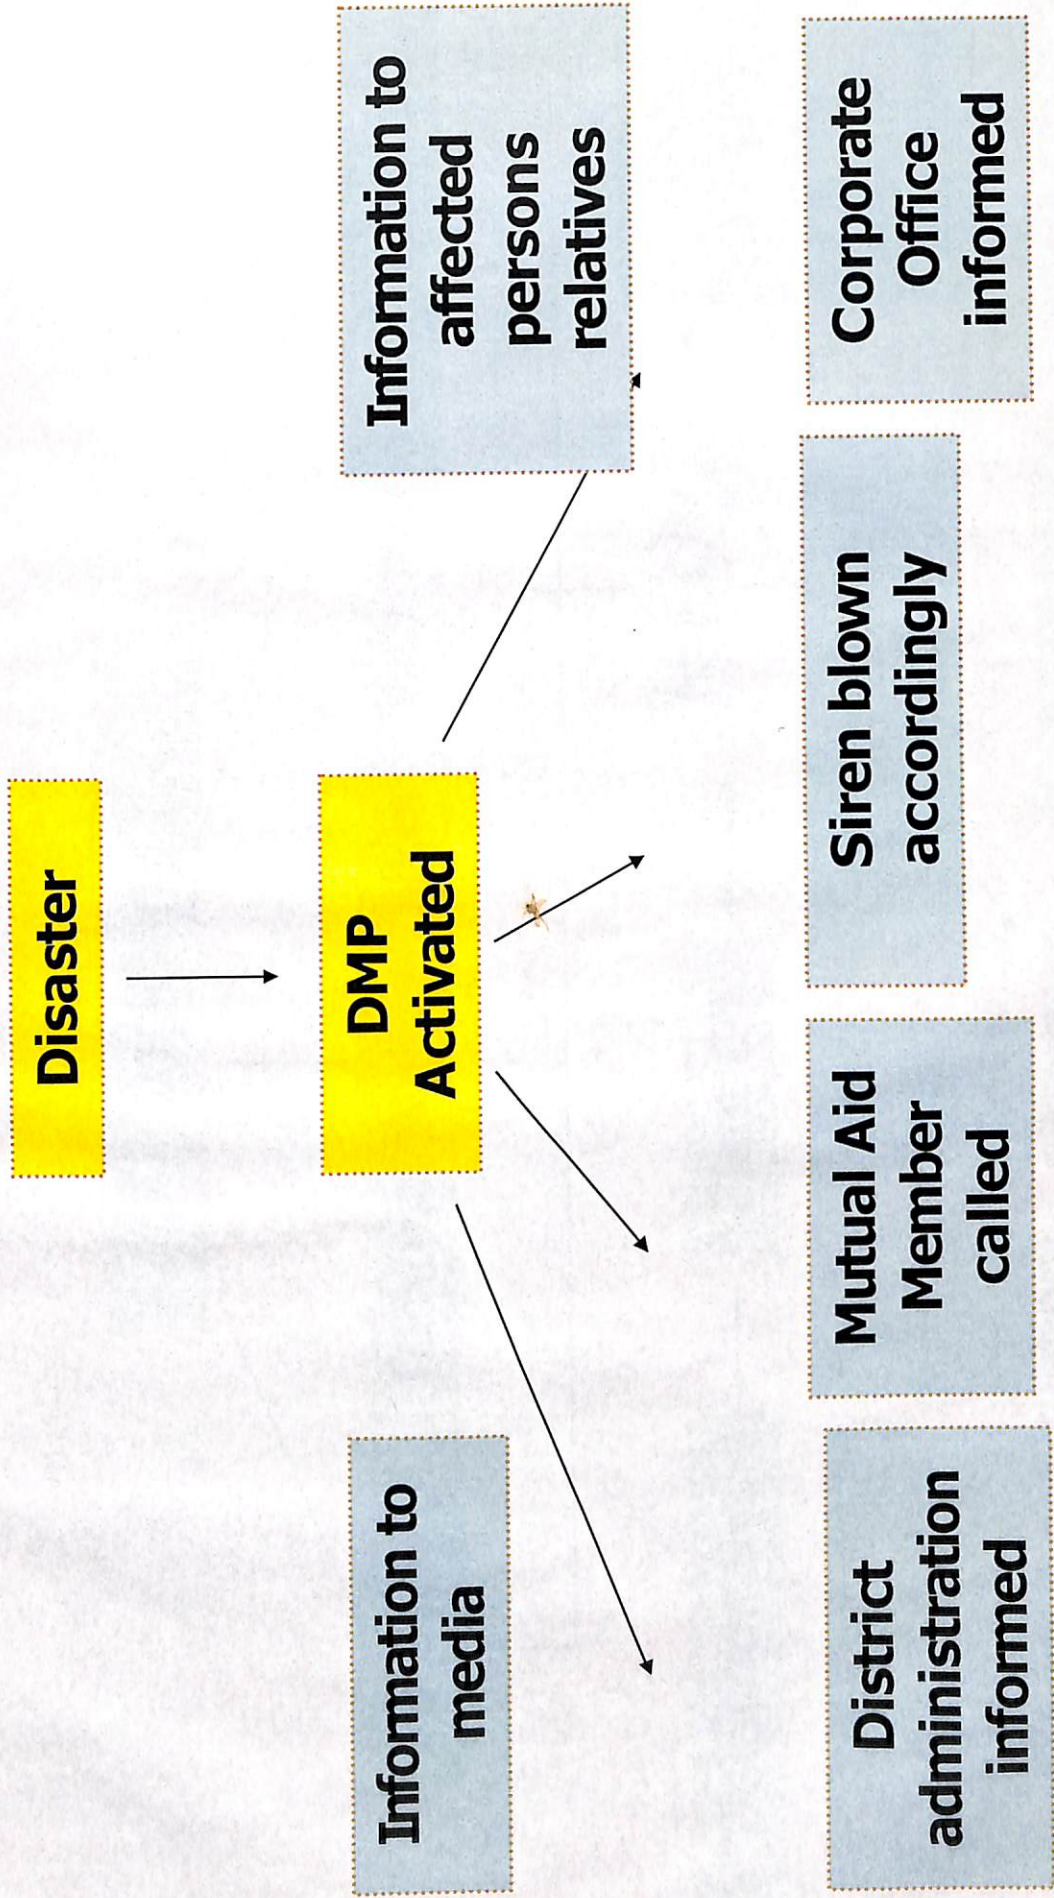 Disaster
DMP
Activated
Information to
media
Information to
affected
persons
relatives
District
administration
informed
Mutual Aid
Member
called
Siren blown
accordingly
Corporate
Office
informed